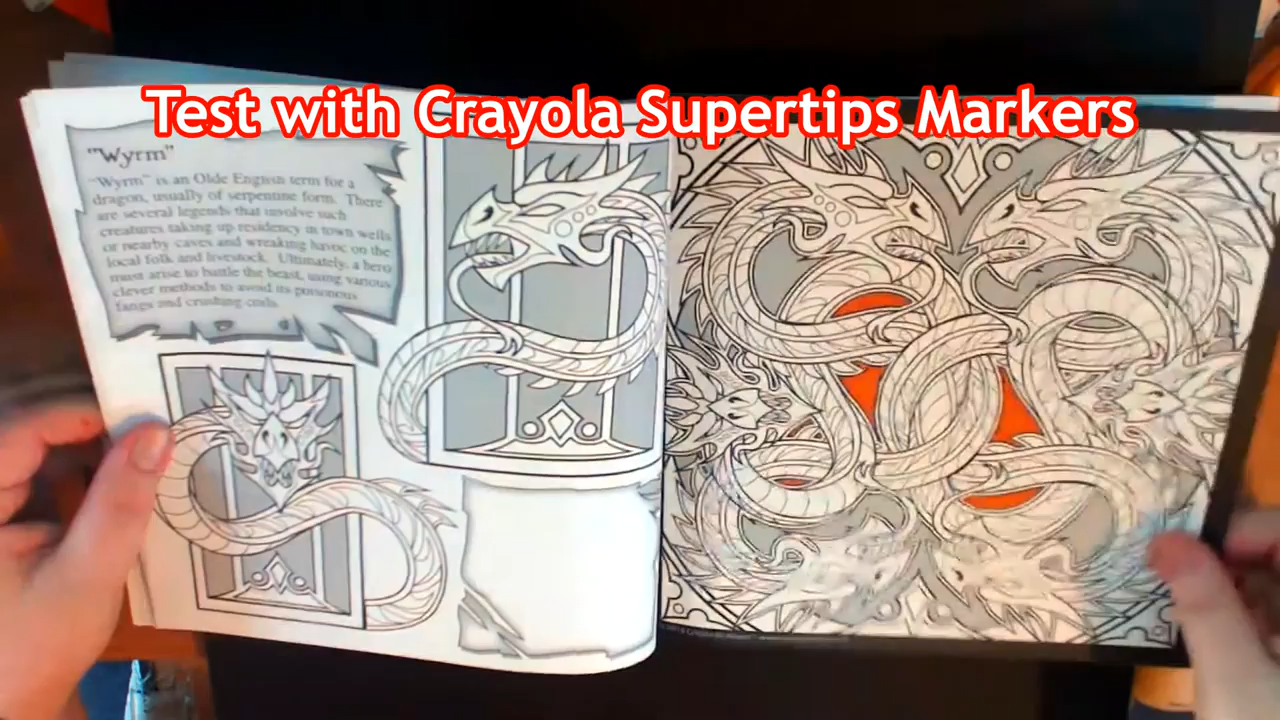 Test with Crayola Supertips Markers
"Wyrm"
"Wyrm" is an Olde English term for a
dragon, usually of serpentine form. There
are several legends that involve such
creatures taking up residency in town wells
or nearby caves and wreaking havoc on the
local folk and livestock. Ultimately, a hero
must arise to battle the beast, using various
clever methods to avoid its poisonous
fangs and crushing coils.